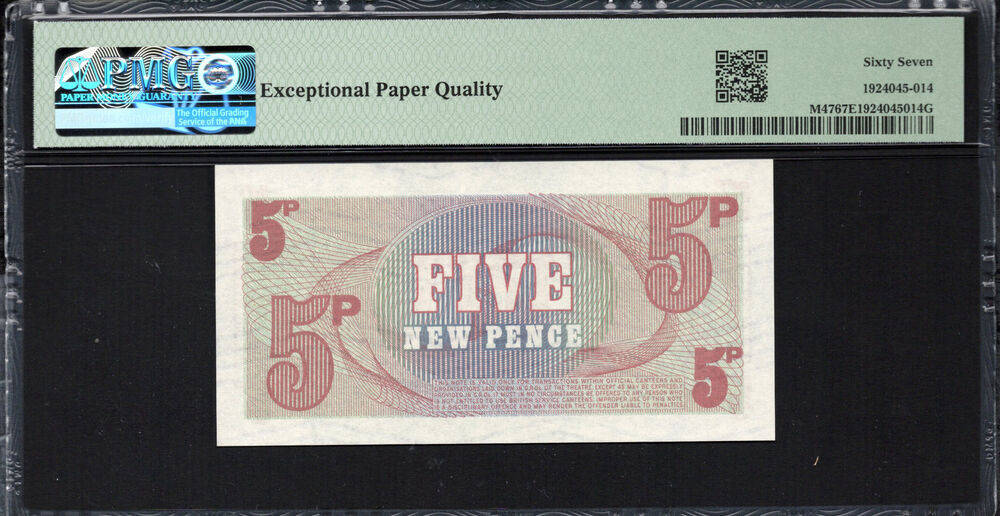 PMG
PAPER MONEY GUARANTY
The Official Grading
Service of the ANA
Exceptional Paper Quality
Sixty Seven
1924045-014
M4767E1924045014G
5P
5P
FIVE
NEW PENCE
5P
5P
THIS NOTE IS VALID ONLY FOR TRANSACTIONS WITHIN OFFICIAL CANTEENS AND
ORGANISATIONS LAID DOWN IN G.R.Os. OF THE THEATRE. EXCEPT AS MAY BE EXPRESSLY
PROVIDED IN G.R.Os. IT MUST IN NO CIRCUMSTANCES BE OFFERED TO ANY PERSON WHO
IS NOT ENTITLED TO USE BRITISH SERVICE CANTEENS. IMPROPER USE OF THIS NOTE
IS A DISCIPLINARY OFFENCE AND MAY RENDER THE OFFENDER LIABLE TO PENALTIES